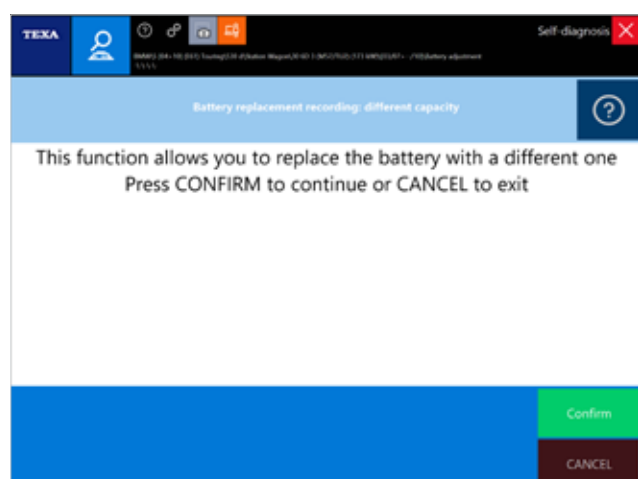 TEXA
Self-diagnosis
Battery replacement recording: different capacity
This function allows you to replace the battery with a different one
Press CONFIRM to continue or CANCEL to exit
Confirm
CANCEL